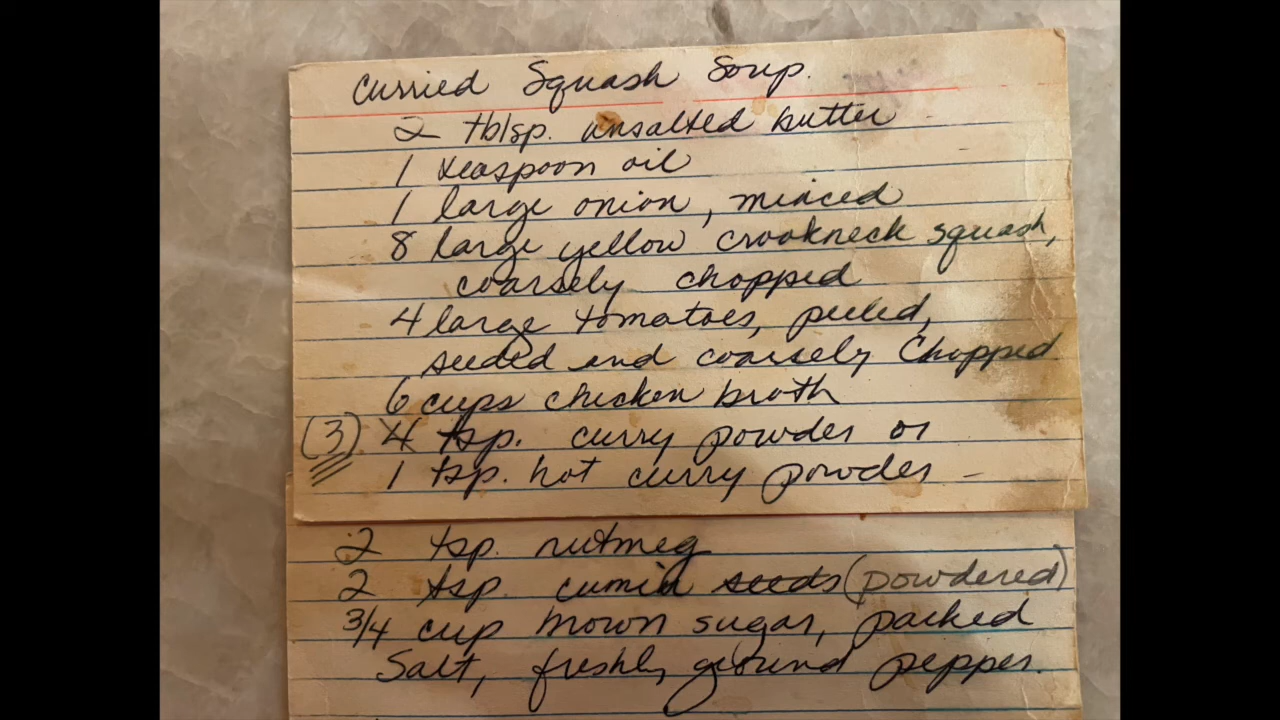 Curried Squash Soup.
2 tblsp. unsalted butter
1 teaspoon oil
1 large onion, minced
8 large yellow crookneck squash,
coarsely chopped
4 large tomatoes, peeled,
seeded and coarsely Chopped
6 cups chicken broth
(3) 4 tsp. curry powder or
1 tsp. hot curry powder -
2 tsp. nutmeg
2 tsp. cumin seeds (powdered)
3/4 cup brown sugar, packed
Salt, freshly ground pepper.